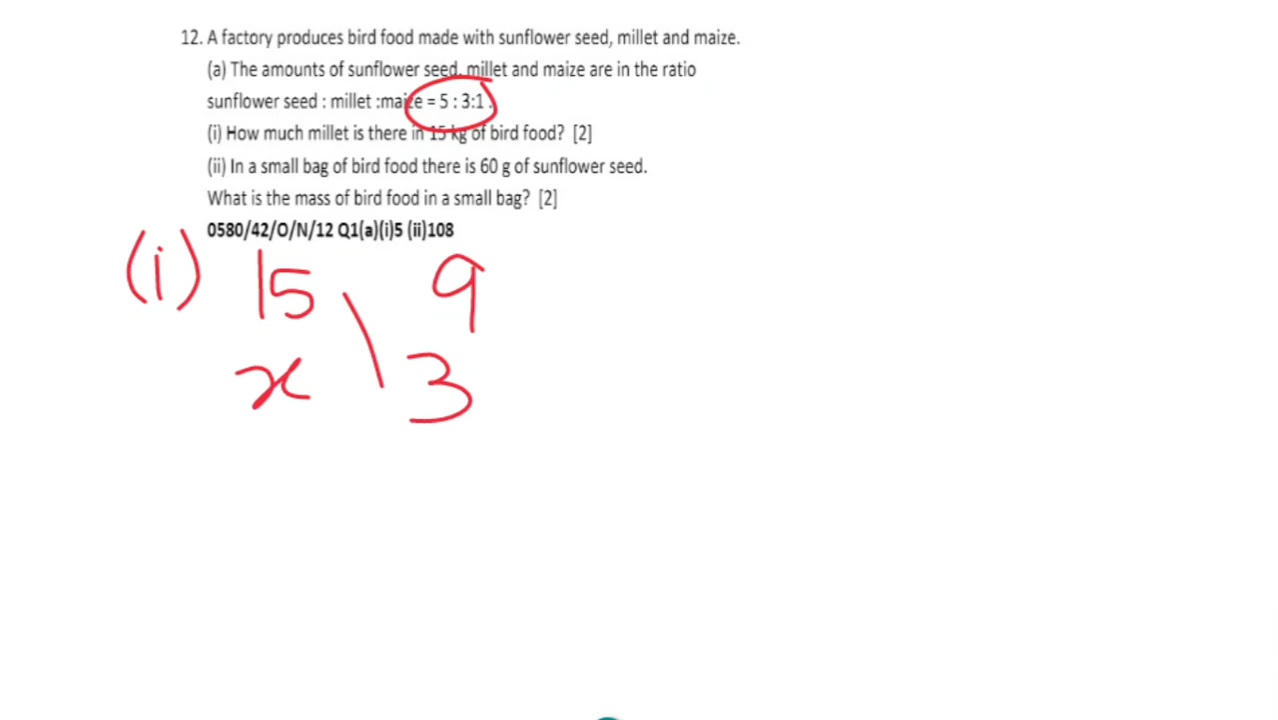 12. A factory produces bird food made with sunflower seed, millet and maize.
(a) The amounts of sunflower seed, millet and maize are in the ratio
sunflower seed : millet :maize = 5 : 3:1 .
(i) How much millet is there in 15 kg of bird food? [2]
(ii) In a small bag of bird food there is 60 g of sunflower seed.
What is the mass of bird food in a small bag? [2]
0580/42/O/N/12 Q1(a)(i)5 (ii)108
(i) 15 9
x 3